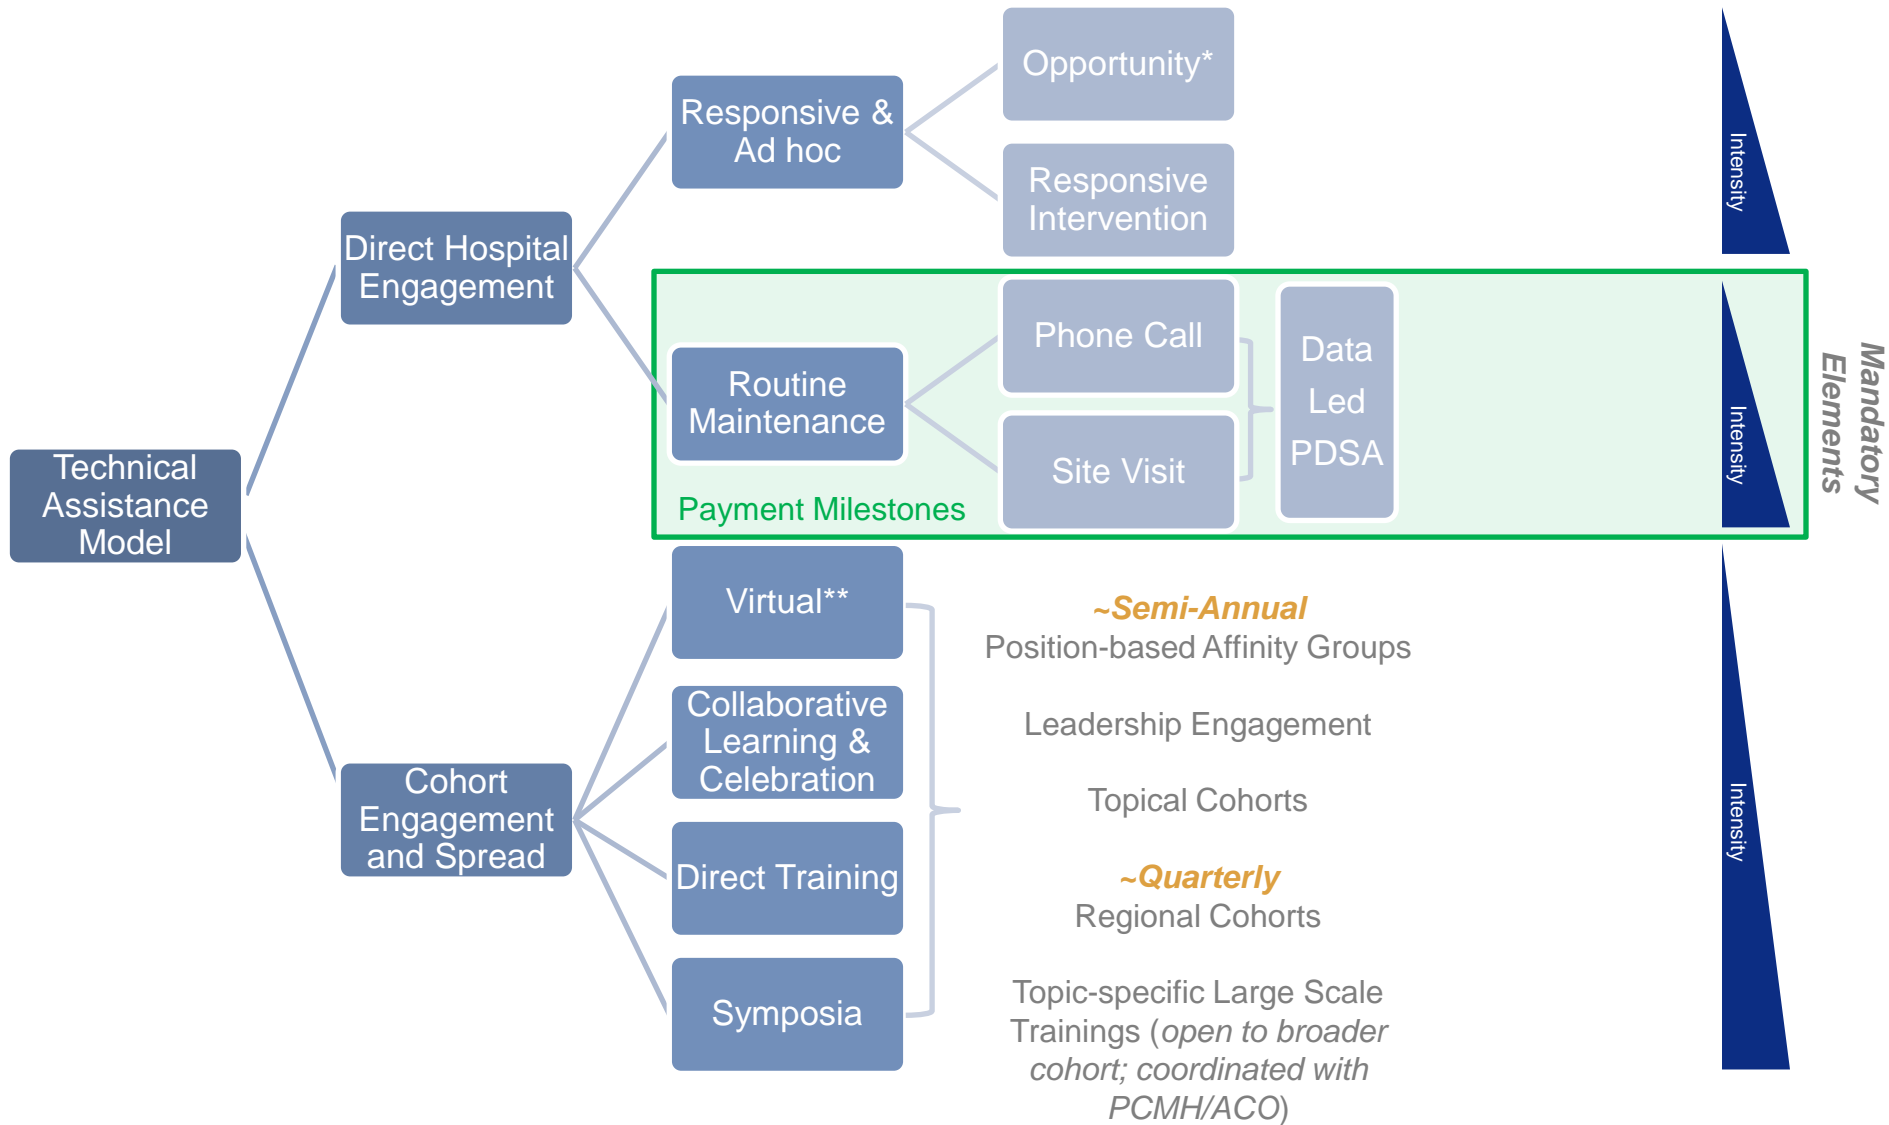 Technical
Assistance
Model
Direct Hospital
Engagement
Cohort
Engagement
and Spread
Responsive &
Ad hoc
Opportunity*
Responsive
Intervention
Intensity
Routine
Maintenance
Payment Milestones
Phone Call
Site Visit
Data
Led
PDSA
Intensity
Mandatory
Elements
Virtual**
Collaborative
Learning &
Celebration
Direct Training
Symposia
~Semi-Annual
Position-based Affinity Groups
Leadership Engagement
Topical Cohorts
~Quarterly
Regional Cohorts
Topic-specific Large Scale
Trainings (open to broader
cohort; coordinated with
PCMH/ACO)
Intensity